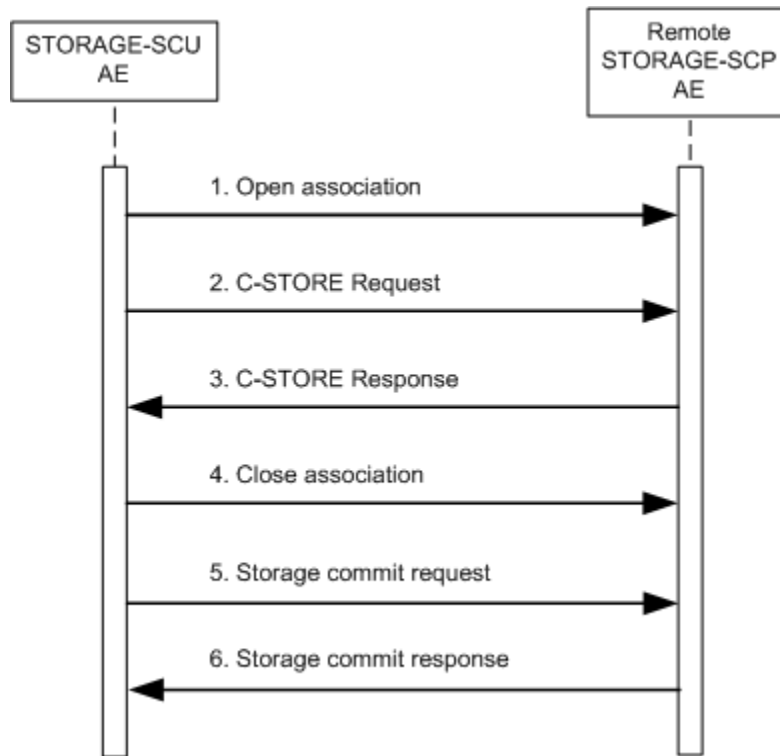 STORAGE-SCU
AE
Remote
STORAGE-SCP
AE
1. Open association
2. C-STORE Request
3. C-STORE Response
4. Close association
5. Storage commit request
6. Storage commit response